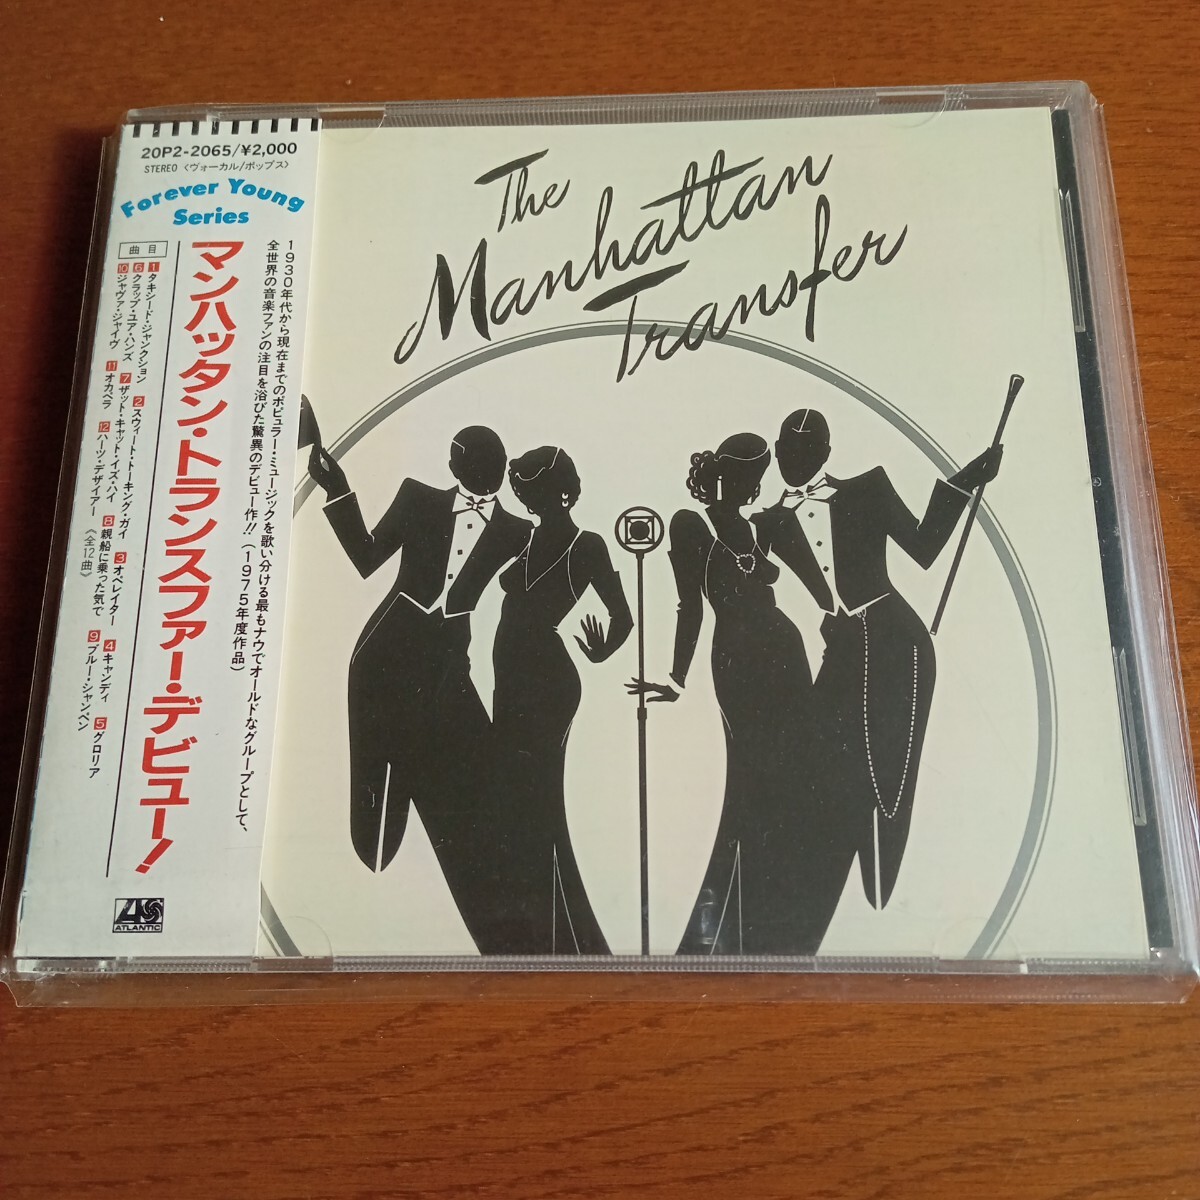 20P2-2065/¥2,000
STEREO〈ヴォーカル/ポップス〉
Forever Young
Series
1930年代から現在までのポピュラー・ミュージックを歌い分ける最もナウでオールドなグループとして、
全世界の音楽ファンの注目を浴びた驚異のデビュー作!!(1975年度作品)
マンハッタン・トランスファー・デビュー!
曲目
1 タキシード・ジャンクション 2 スウィート・トーキング・ガイ 3 オペレイター 4 キャンディ 5 グロリア
6 クラップ・ユア・ハンズ 7 ザット・キャット・イズ・ハイ 8 親船に乗った気で 9 ブルー・シャンペン
10 ジャヴァ・ジャイヴ 11 オカペラ 12 ハーツ・デザイアー 《全12曲》
ATLANTIC
The
Manhattan
Transfer